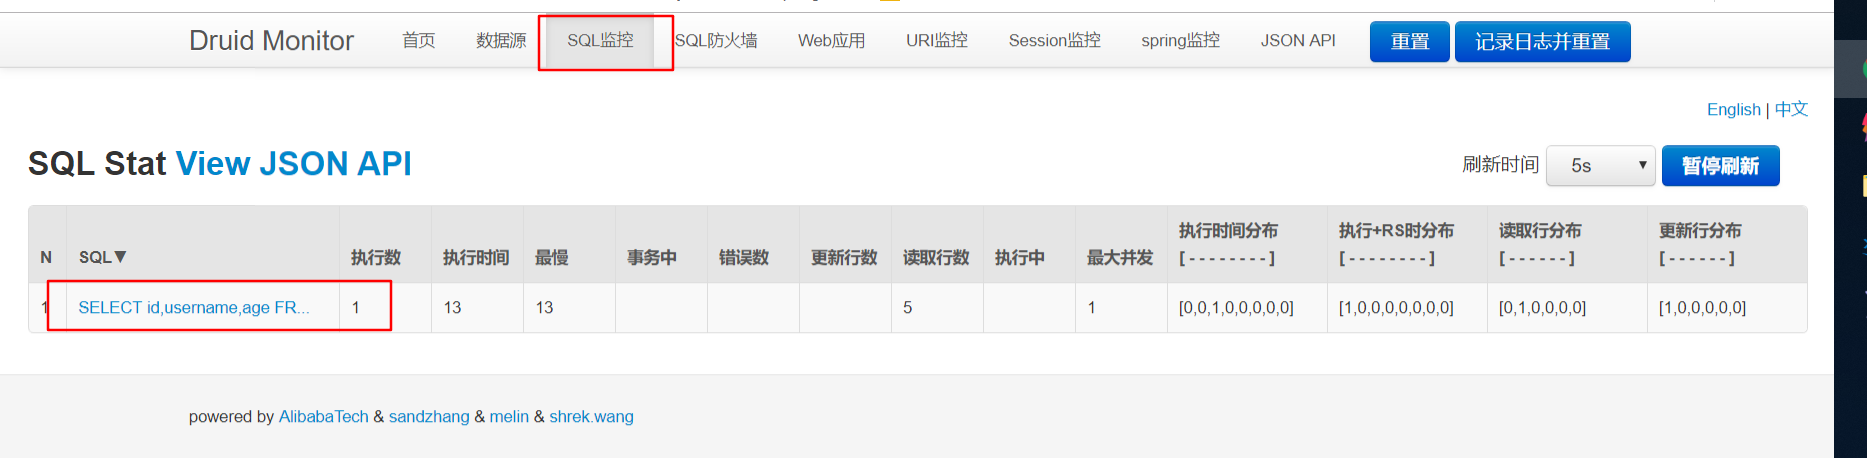 Druid Monitor 首页 数据源 SQL监控 SQL防火墙 Web应用 URI监控 Session监控 spring监控 JSON API 重置 记录日志并重置
English | 中文
SQL Stat View JSON API 刷新时间 5s ▼ 暂停刷新
N SQL▼ 执行数 执行时间 最慢 事务中 错误数 更新行数 读取行数 执行中 最大并发 执行时间分布 执行+RS时分布 读取行分布 更新行分布
[ - - - - - - - - ] [ - - - - - - - - ] [ - - - - - - ] [ - - - - - - ]
1 SELECT id,username,age FR... 1 13 13 5 1 [0,0,1,0,0,0,0,0] [1,0,0,0,0,0,0,0] [0,1,0,0,0,0] [1,0,0,0,0,0]
powered by AlibabaTech & sandzhang & melin & shrek.wang